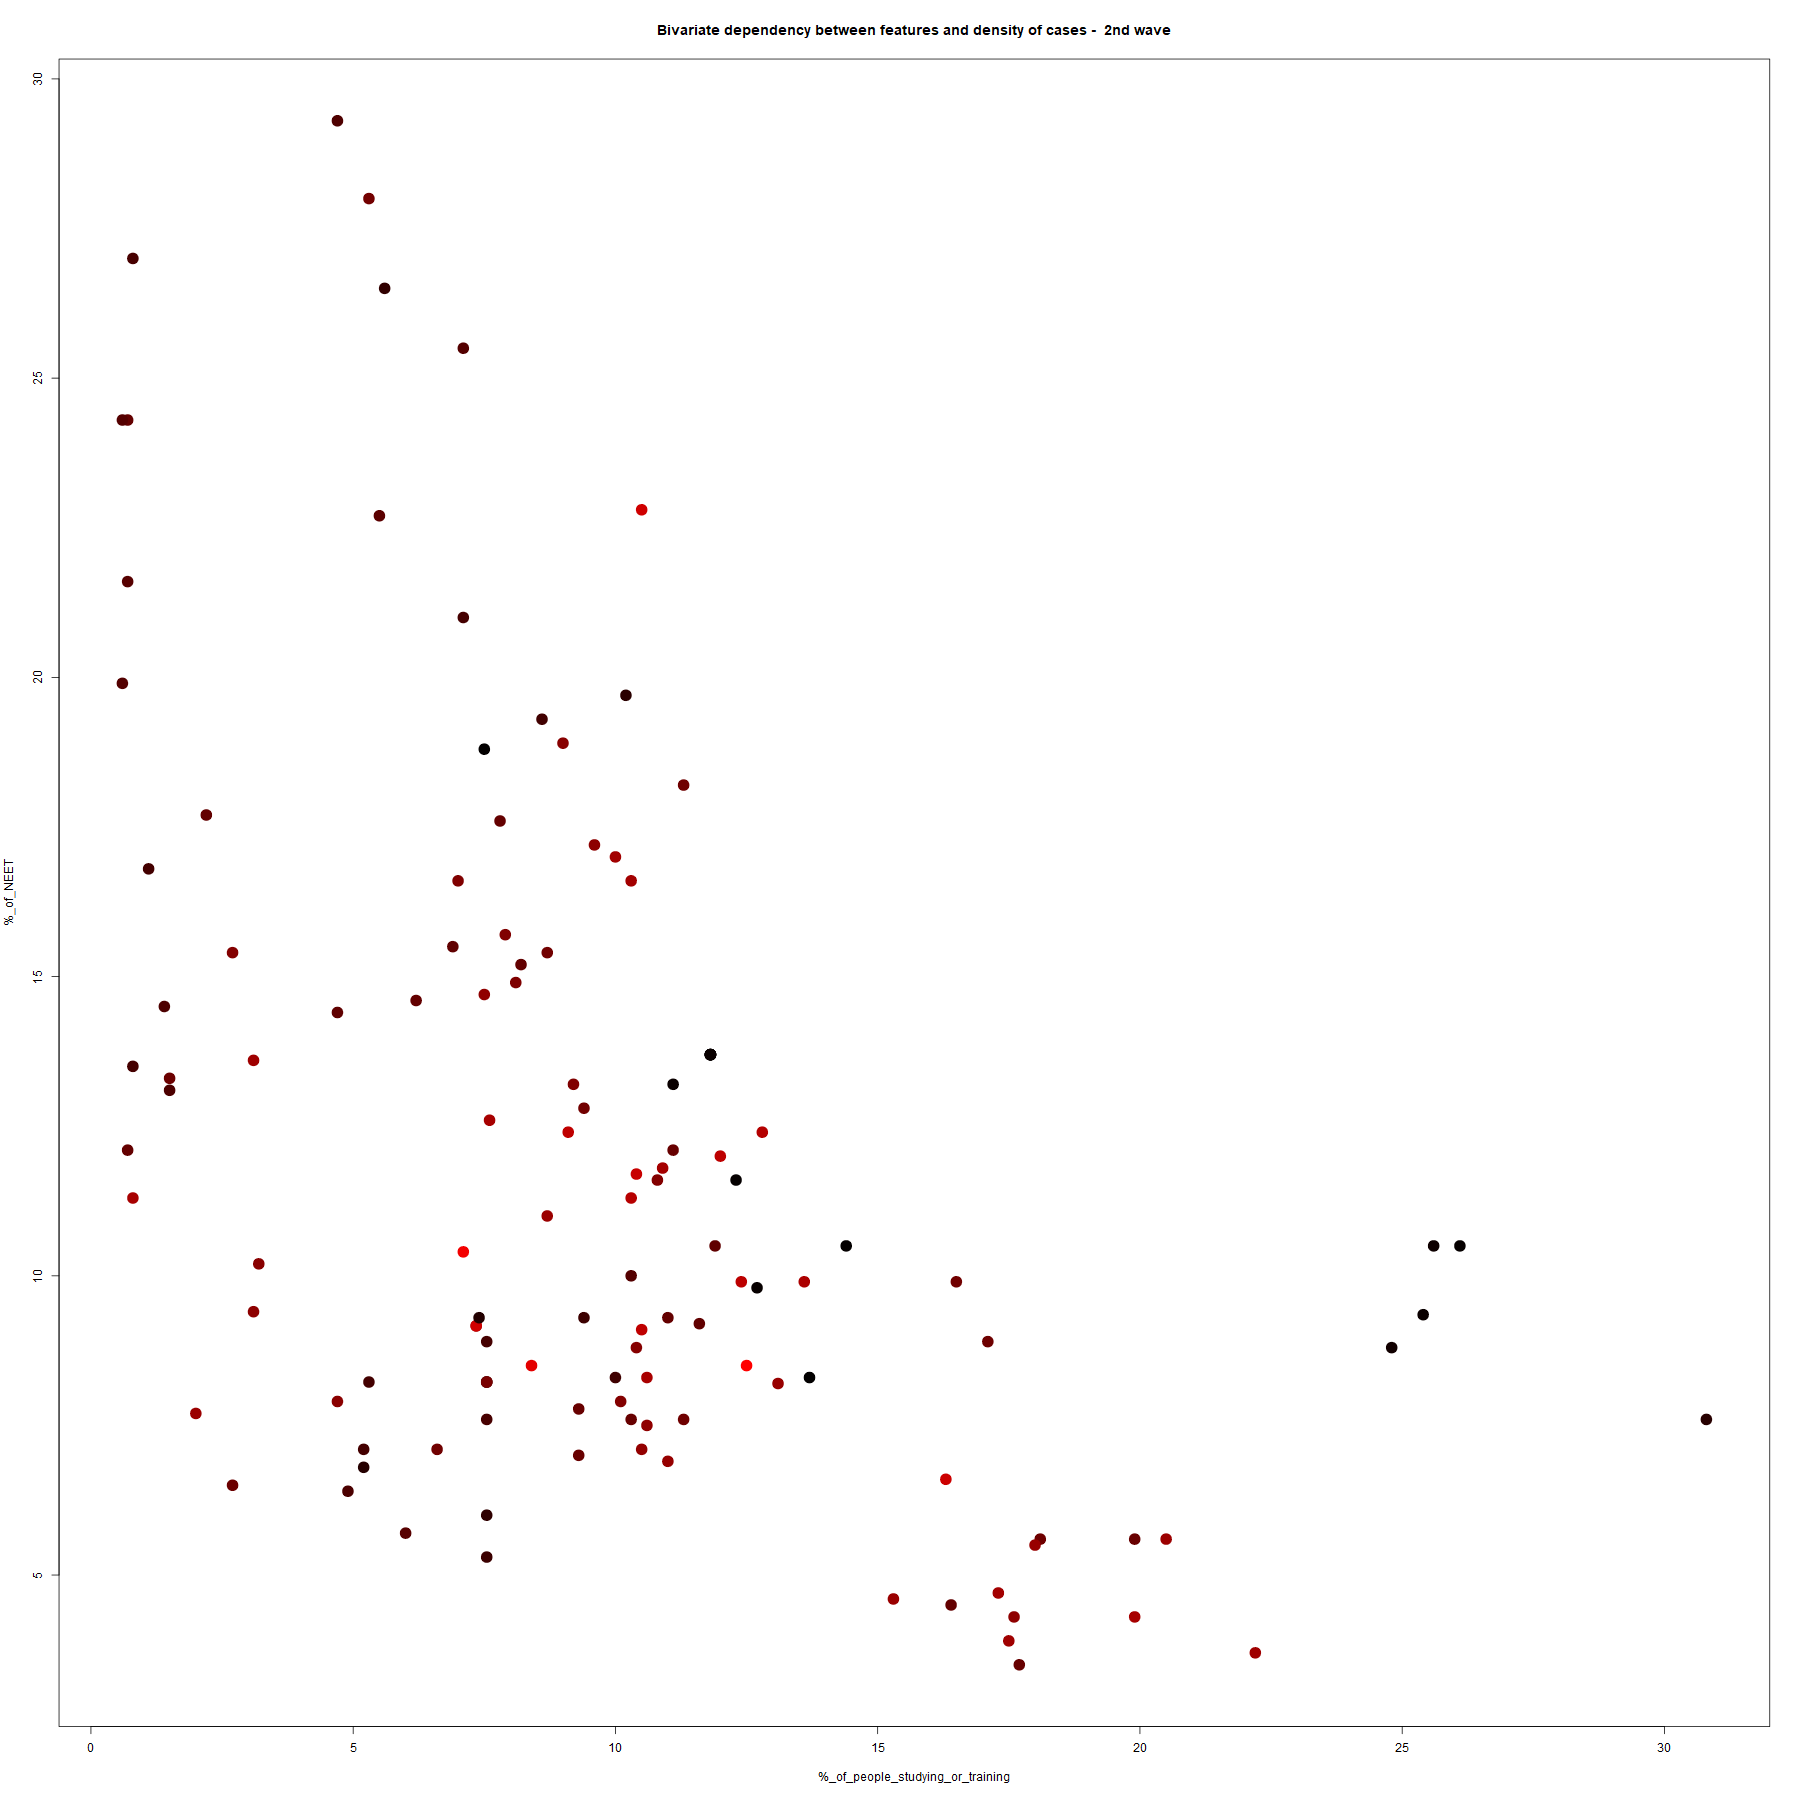 Bivariate dependency between features and density of cases -  2nd wave
30
25
20
15
10
5
%_of_NEET
0 5 10 15 20 25 30
%_of_people_studying_or_training